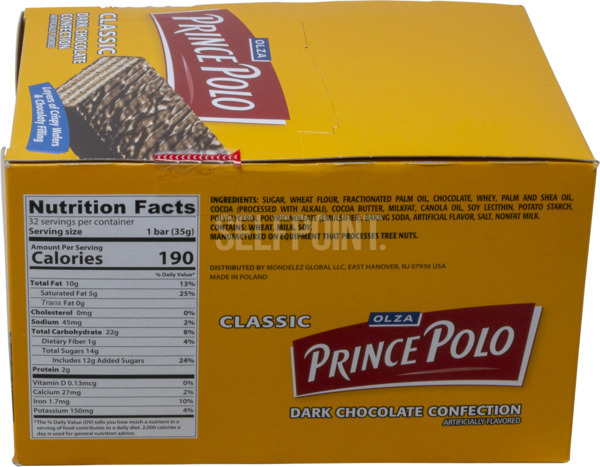 CLASSIC
DARK CHOCOLATE
CONFECTION
ARTIFICIALLY FLAVORED
OLZA
PRINCE POLO
Layers of Crispy Wafers
& Chocolaty Filling
Nutrition Facts
32 servings per container
Serving size 1 bar (35g)
Amount Per Serving
Calories 190
% Daily Value*
Total Fat 10g 13%
Saturated Fat 5g 25%
Trans Fat 0g
Cholesterol 0mg 0%
Sodium 45mg 2%
Total Carbohydrate 22g 8%
Dietary Fiber 1g 4%
Total Sugars 14g
Includes 12g Added Sugars 24%
Protein 2g
Vitamin D 0.13mcg 0%
Calcium 27mg 2%
Iron 1.7mg 10%
Potassium 150mg 4%
*The % Daily Value (DV) tells you how much a nutrient in a
serving of food contributes to a daily diet. 2,000 calories a
day is used for general nutrition advice.
INGREDIENTS: SUGAR, WHEAT FLOUR, FRACTIONATED PALM OIL, CHOCOLATE, WHEY, PALM AND SHEA OIL,
COCOA (PROCESSED WITH ALKALI), COCOA BUTTER, MILKFAT, CANOLA OIL, SOY LECITHIN, POTATO STARCH,
POLYGLYCEROL POLYRICINOLEATE (EMULSIFIER), BAKING SODA, ARTIFICIAL FLAVOR, SALT, NONFAT MILK.
CONTAINS: WHEAT, MILK, SOY.
MANUFACTURED ON EQUIPMENT THAT PROCESSES TREE NUTS.
DISTRIBUTED BY MONDELEZ GLOBAL LLC, EAST HANOVER, NJ 07936 USA
MADE IN POLAND
CLASSIC
OLZA
PRINCE POLO
DARK CHOCOLATE CONFECTION
ARTIFICIALLY FLAVORED